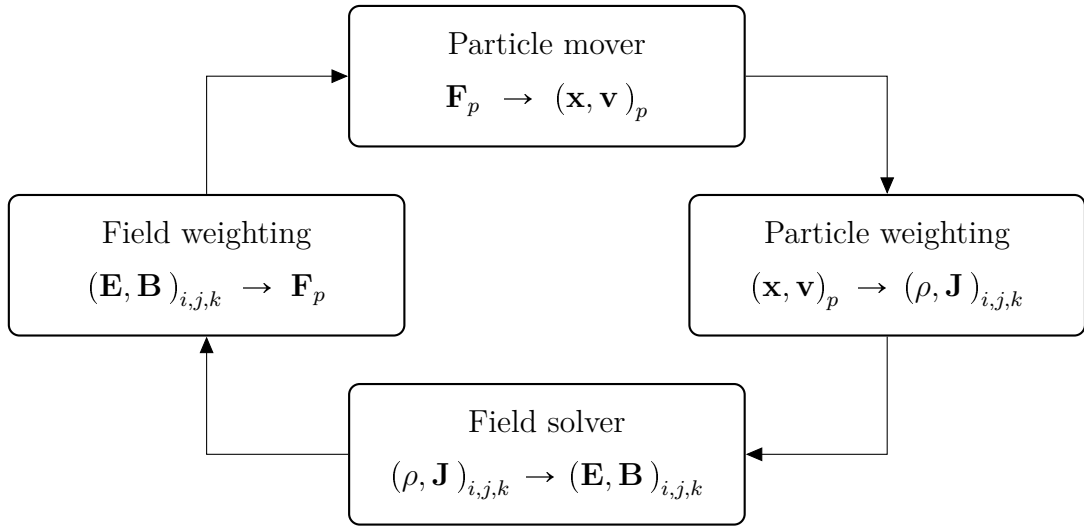 Particle mover
F_p → (x, v)_p
Field weighting
(E, B)_{i,j,k} → F_p
Particle weighting
(x, v)_p → (ρ, J)_{i,j,k}
Field solver
(ρ, J)_{i,j,k} → (E, B)_{i,j,k}